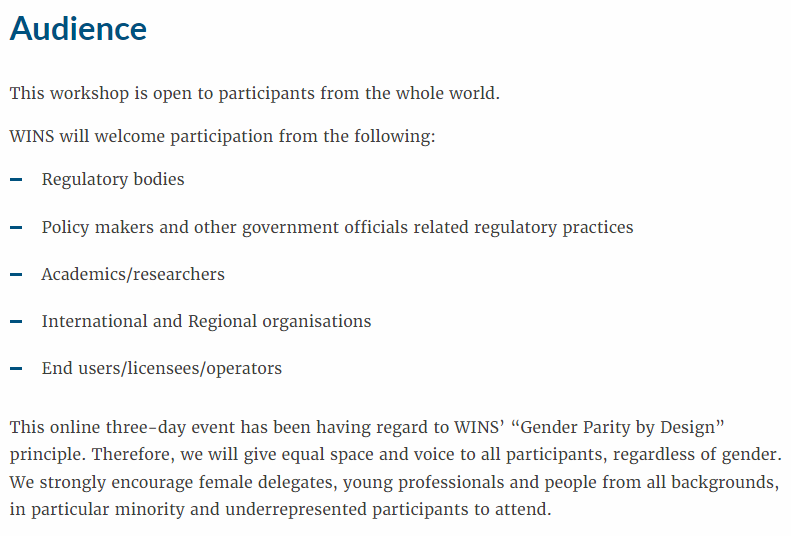 Audience
This workshop is open to participants from the whole world.
WINS will welcome participation from the following:
Regulatory bodies
Policy makers and other government officials related regulatory practices
Academics/researchers
International and Regional organisations
End users/licensees/operators
This online three-day event has been having regard to WINS’ “Gender Parity by Design”
principle. Therefore, we will give equal space and voice to all participants, regardless of gender.
We strongly encourage female delegates, young professionals and people from all backgrounds,
in particular minority and underrepresented participants to attend.